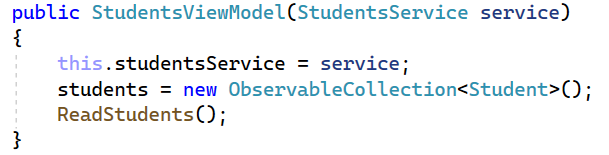 public StudentsViewModel(StudentsService service)
{
    this.studentsService = service;
    students = new ObservableCollection<Student>();
    ReadStudents();
}